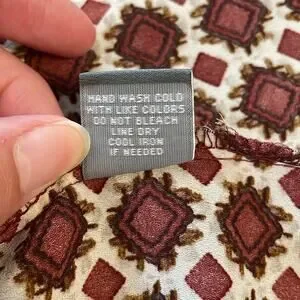 HAND WASH COLD
WITH LIKE COLORS
DO NOT BLEACH
LINE DRY
COOL IRON
IF NEEDED